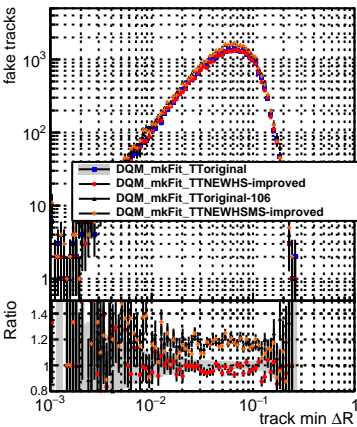 fake tracks
10³
10²
10
1
DQM_mkFit_TToriginal
DQM_mkFit_TTNEWHS-improved
DQM_mkFit_TToriginal-106
DQM_mkFit_TTNEWHSMS-improved
Ratio
1.4
1.2
1
0.8
10⁻³
10⁻²
10⁻¹
1
track min ΔR